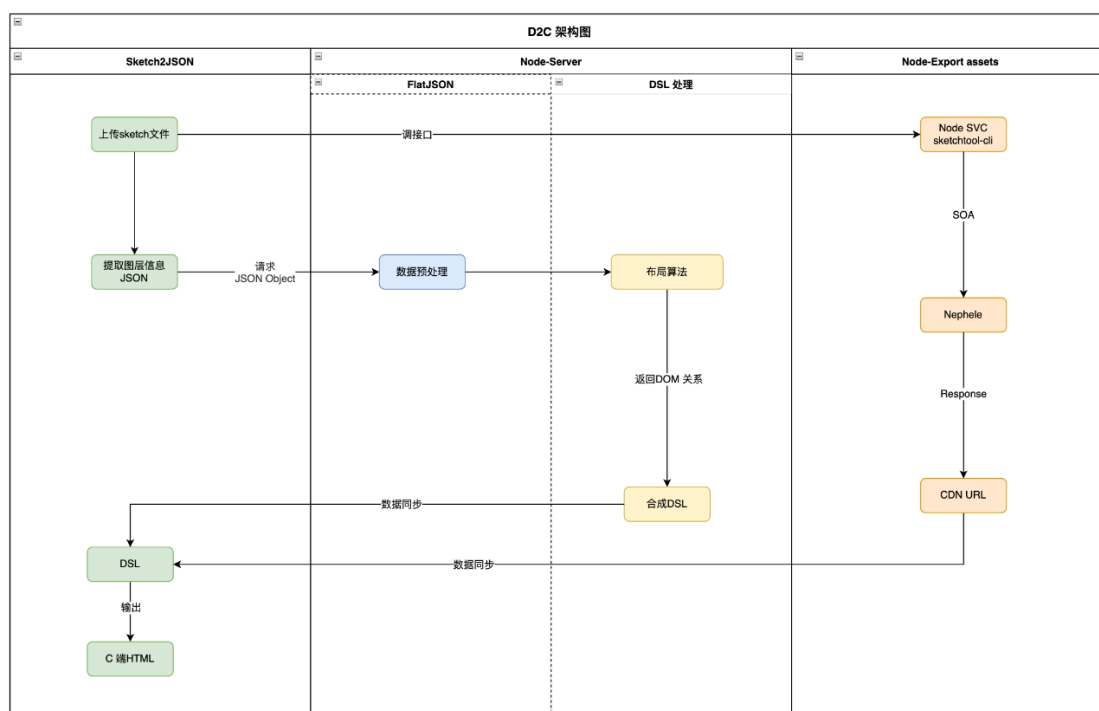 D2C 架构图
Sketch2JSON
Node-Server
Node-Export assets
FlatJSON
DSL 处理
上传sketch文件
调接口
Node SVC
sketchtool-cli
SOA
提取图层信息
JSON
请求
JSON Object
数据预处理
布局算法
Nephele
返回DOM 关系
Response
数据同步
合成DSL
CDN URL
DSL
数据同步
输出
C 端HTML